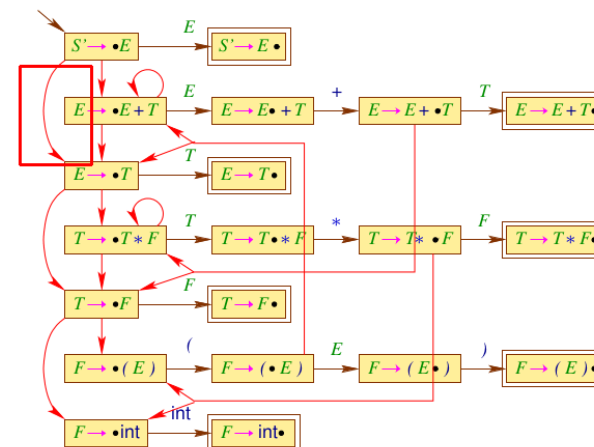 E
S’→ •E S’→ E •
E + T
E → •E + T E → E• + T E → E+ •T E → E+ T•
T
E → •T E → T•
T * F
T → •T * F T → T• * F T → T* •F T → T* F•
F
T → •F T → F•
( E )
F → •( E ) F → (• E ) F → ( E• ) F → ( E )•
int
F → •int F → int•